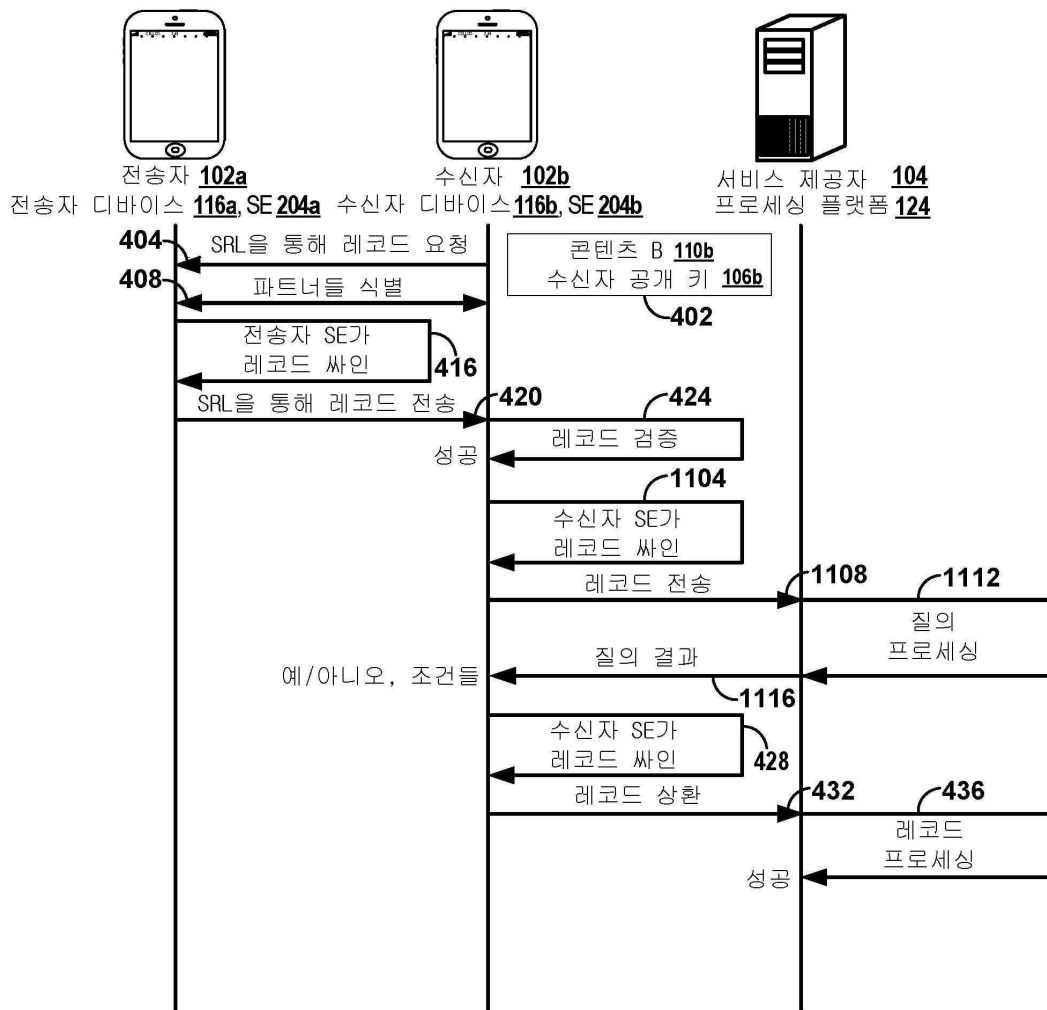 전송자 102a
전송자 디바이스 116a, SE 204a
수신자 102b
수신자 디바이스 116b, SE 204b
서비스 제공자 104
프로세싱 플랫폼 124
404
SRL을 통해 레코드 요청
콘텐츠 B 110b
수신자 공개 키 106b
402
408
파트너들 식별
전송자 SE가
레코드 싸인
416
SRL을 통해 레코드 전송
420
424
레코드 검증
성공
1104
수신자 SE가
레코드 싸인
레코드 전송
1108
1112
질의
프로세싱
질의 결과
예/아니오, 조건들
1116
수신자 SE가
레코드 싸인
428
레코드 상환
432
436
레코드
프로세싱
성공